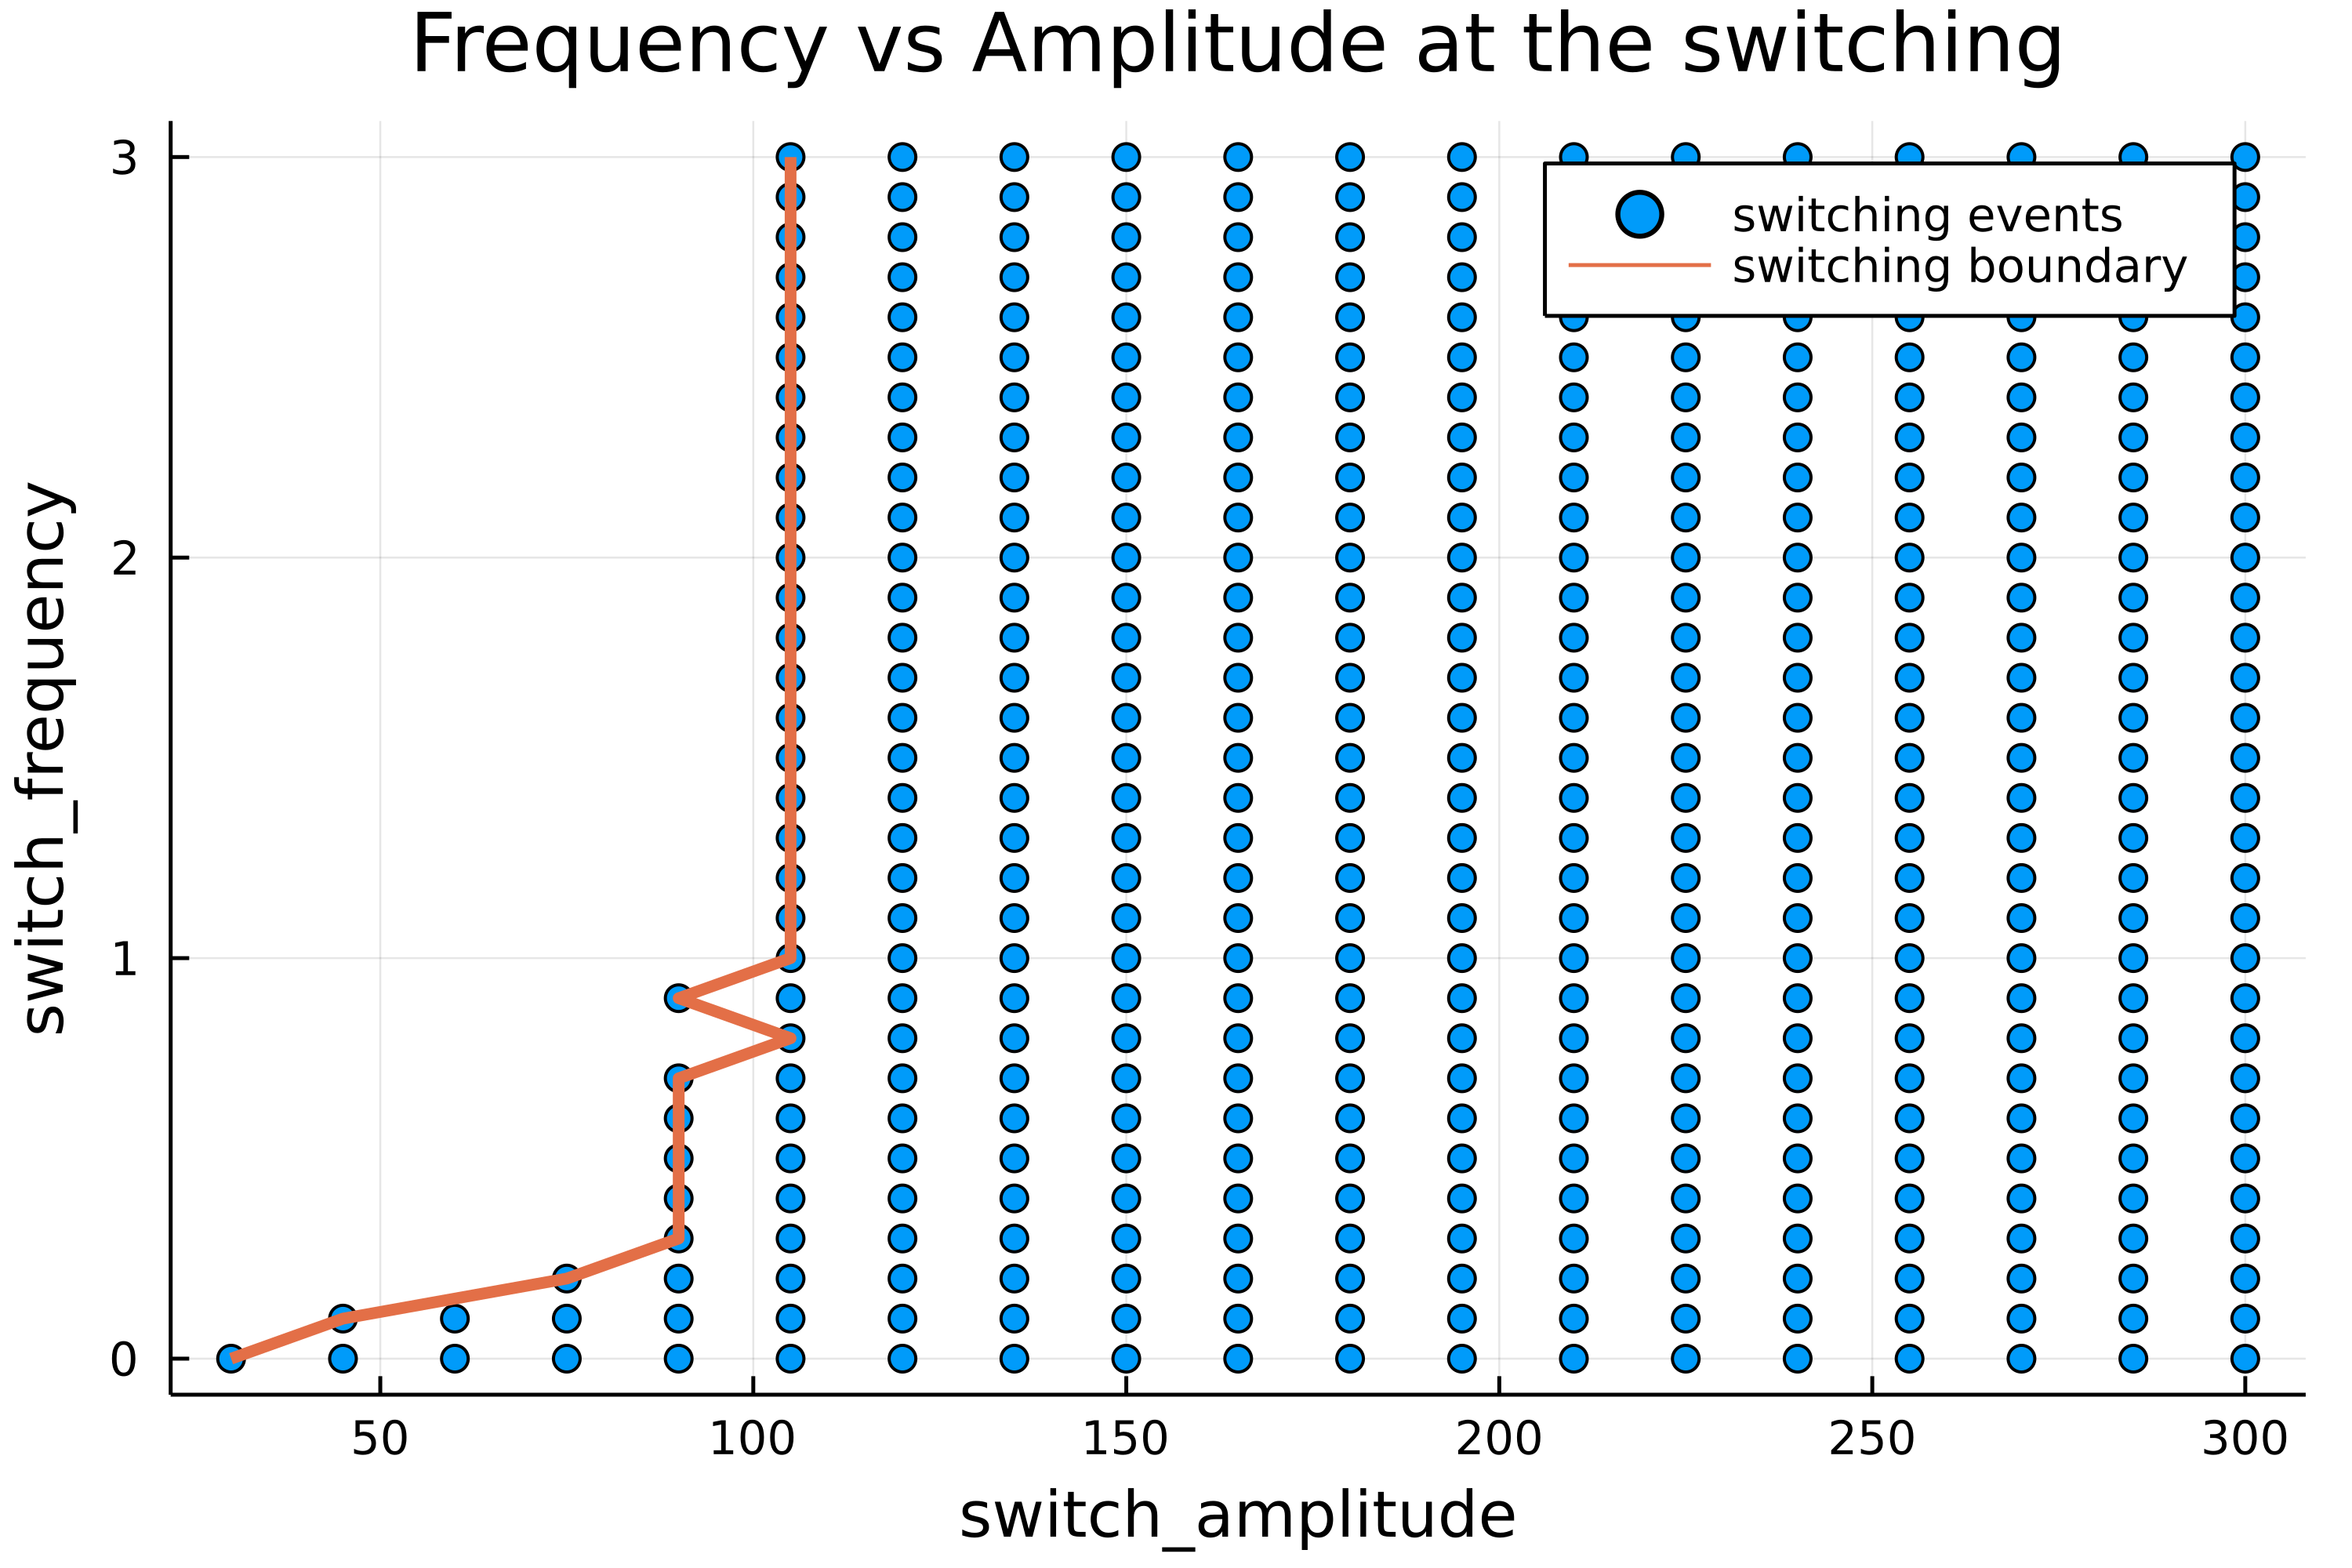 Frequency vs Amplitude at the switching
switching events
switching boundary
switch_frequency
3
2
1
0
50 100 150 200 250 300
switch_amplitude